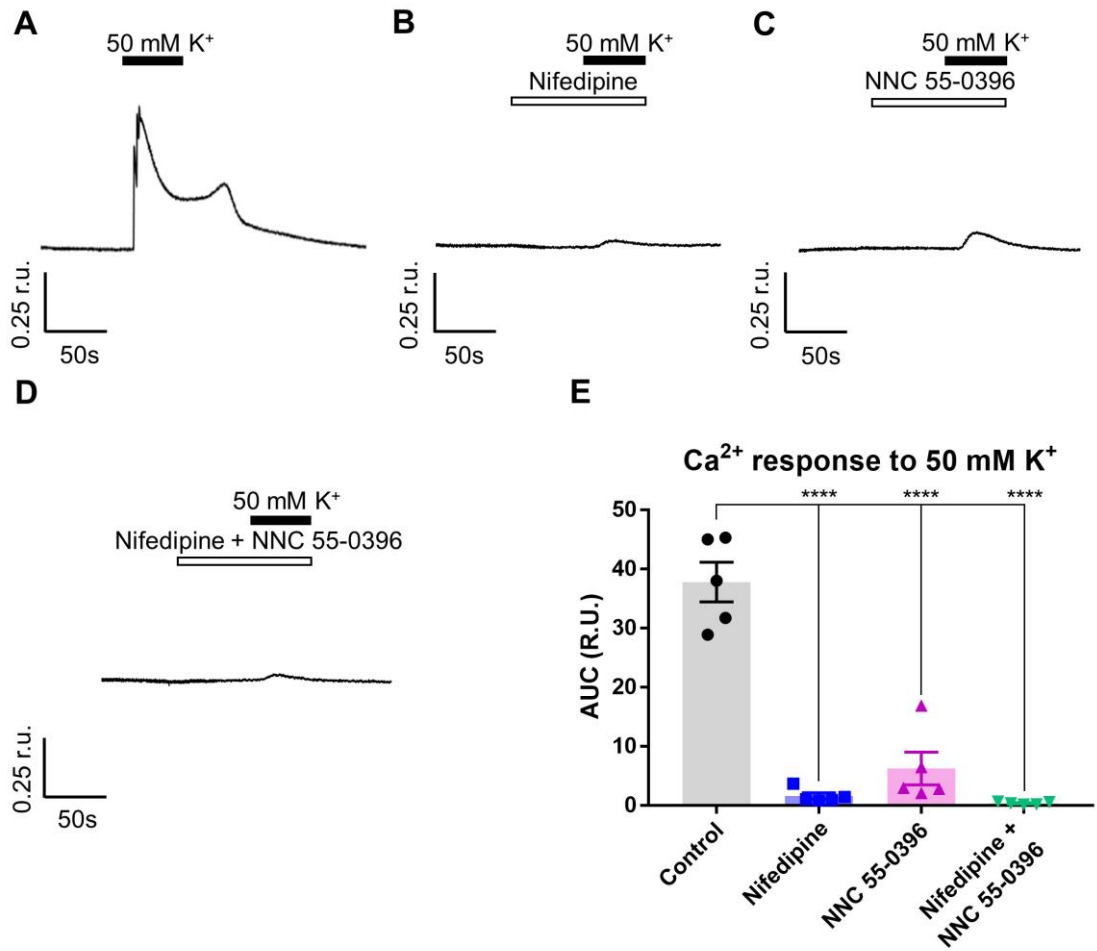 A
50 mM K⁺
0.25 r.u.
50s
B
50 mM K⁺
Nifedipine
0.25 r.u.
50s
C
50 mM K⁺
NNC 55-0396
0.25 r.u.
50s
D
50 mM K⁺
Nifedipine + NNC 55-0396
0.25 r.u.
50s
E
Ca²⁺ response to 50 mM K⁺
**** **** ****
AUC (R.U.)
50
40
30
20
10
0
Control
Nifedipine
NNC 55-0396
Nifedipine +
NNC 55-0396